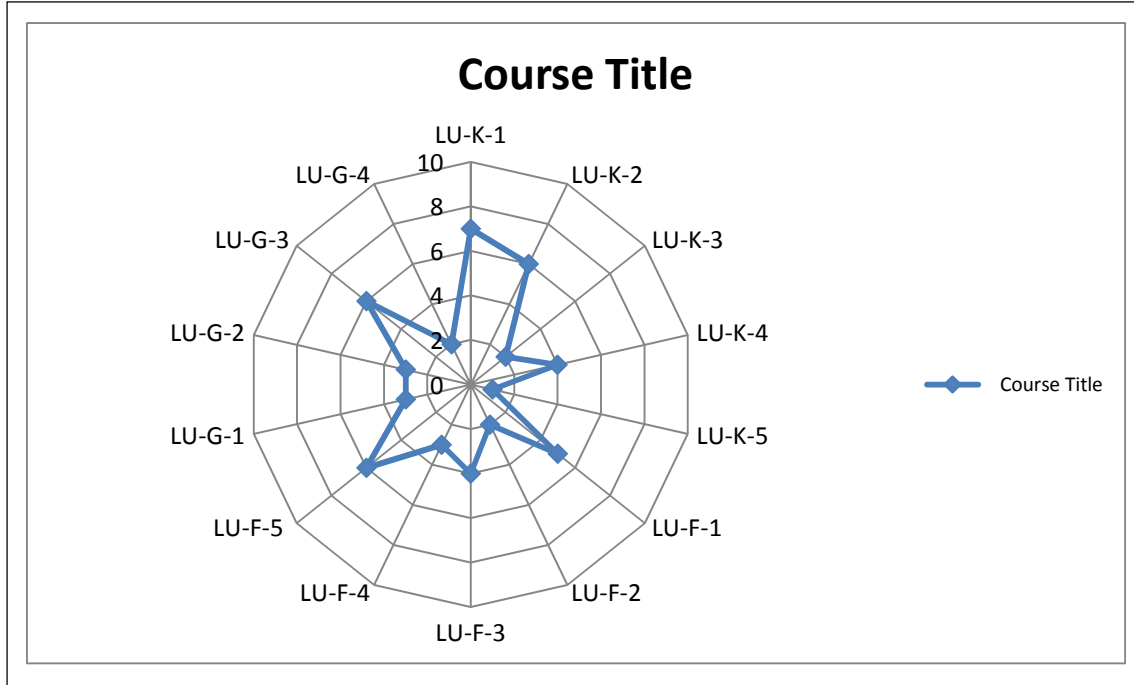 Course Title
LU-K-1
LU-K-2
LU-K-3
LU-K-4
LU-K-5
LU-F-1
LU-F-2
LU-F-3
LU-F-4
LU-F-5
LU-G-1
LU-G-2
LU-G-3
LU-G-4
10
8
6
4
2
0
Course Title